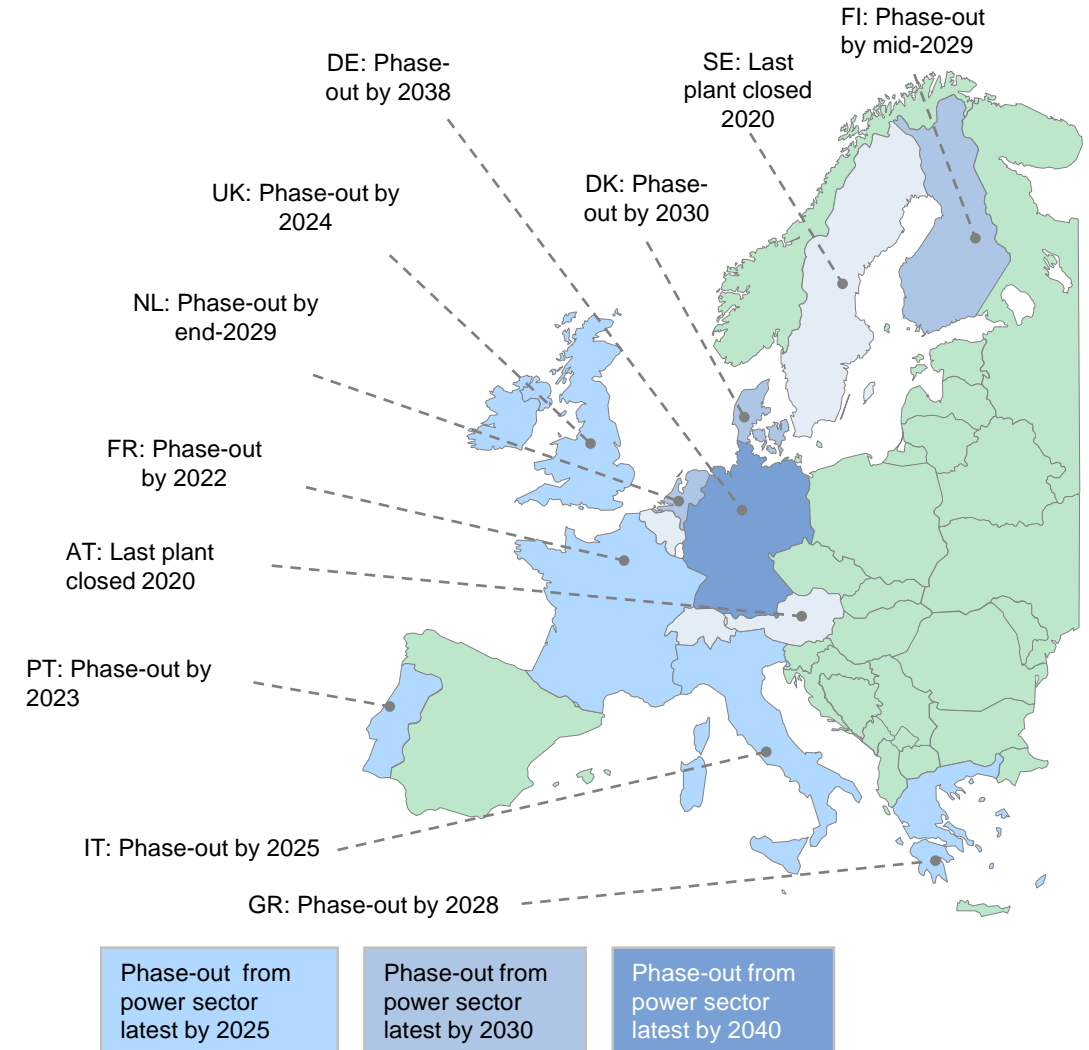 FI: Phase-out
by mid-2029
SE: Last
plant closed
2020
DE: Phase-
out by 2038
DK: Phase-
out by 2030
UK: Phase-out by
2024
NL: Phase-out by
end-2029
FR: Phase-out
by 2022
AT: Last plant
closed 2020
PT: Phase-out by
2023
IT: Phase-out by 2025
GR: Phase-out by 2028
Phase-out from
power sector
latest by 2025
Phase-out from
power sector
latest by 2030
Phase-out from
power sector
latest by 2040